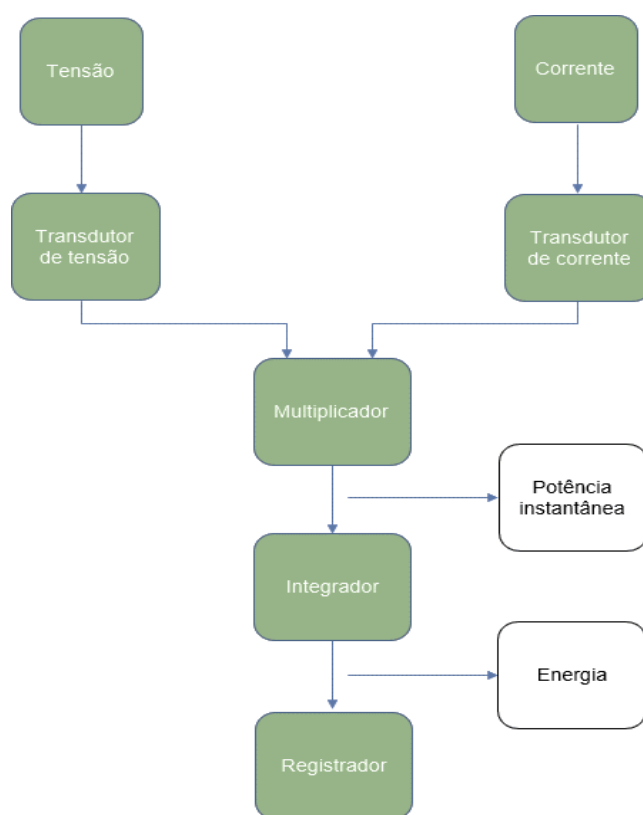 Tensão
Corrente
Transdutor
de tensão
Transdutor
de corrente
Multiplicador
Potência
instantânea
Integrador
Energia
Registrador